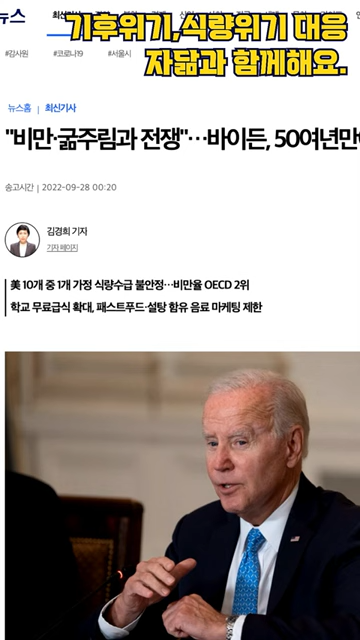 뉴스
기후위기,식량위기 대응
자닮과 함께해요.
#감사원 #코로나19 #서울시
뉴스홈 | 최신기사
"비만·굶주림과 전쟁"…바이든, 50여년만에
송고시간 | 2022-09-28 00:20
김경희 기자
기자 페이지
美 10개 중 1개 가정 식량수급 불안정…비만율 OECD 2위
학교 무료급식 확대, 패스트푸드·설탕 함유 음료 마케팅 제한